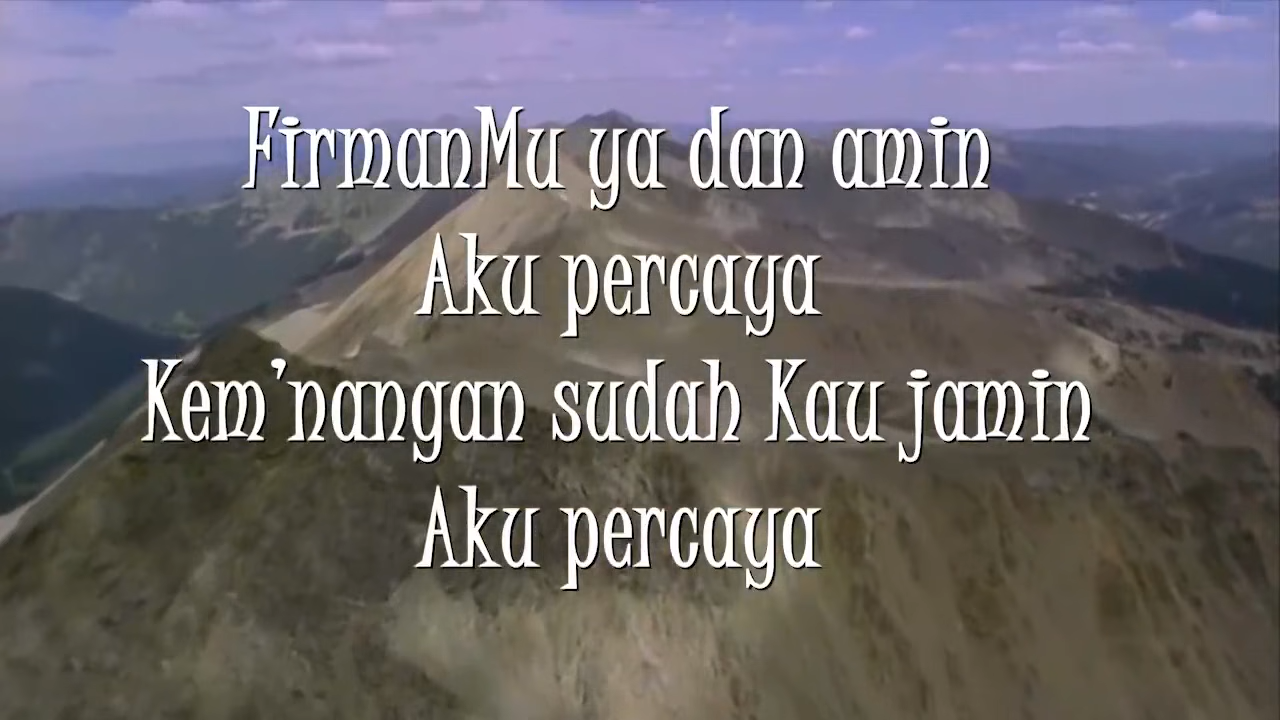 FirmanMu ya dan amin
Aku percaya
Kem'nangan sudah Kau jamin
Aku percaya